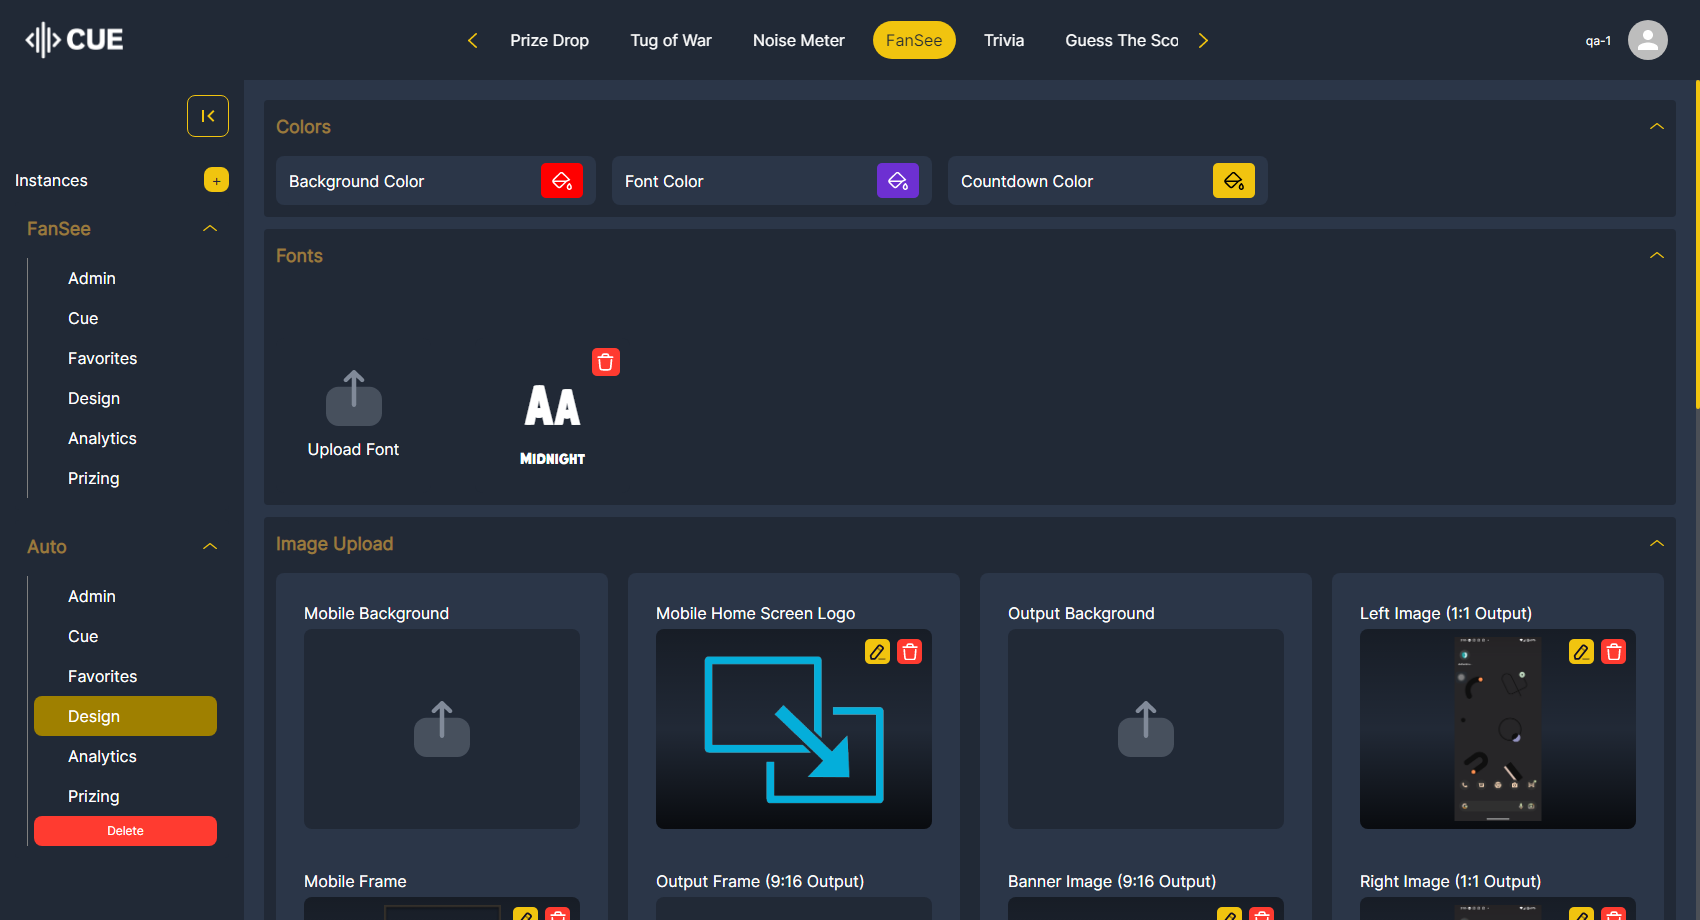 CUE
Prize Drop
Tug of War
Noise Meter
FanSee
Trivia
Guess The Sco
qa-1
Instances
+
FanSee
Admin
Cue
Favorites
Design
Analytics
Prizing
Auto
Admin
Cue
Favorites
Design
Analytics
Prizing
Delete
Colors
Background Color
Font Color
Countdown Color
Fonts
Upload Font
AA
MIDNIGHT
Image Upload
Mobile Background
Mobile Home Screen Logo
Output Background
Left Image (1:1 Output)
Mobile Frame
Output Frame (9:16 Output)
Banner Image (9:16 Output)
Right Image (1:1 Output)